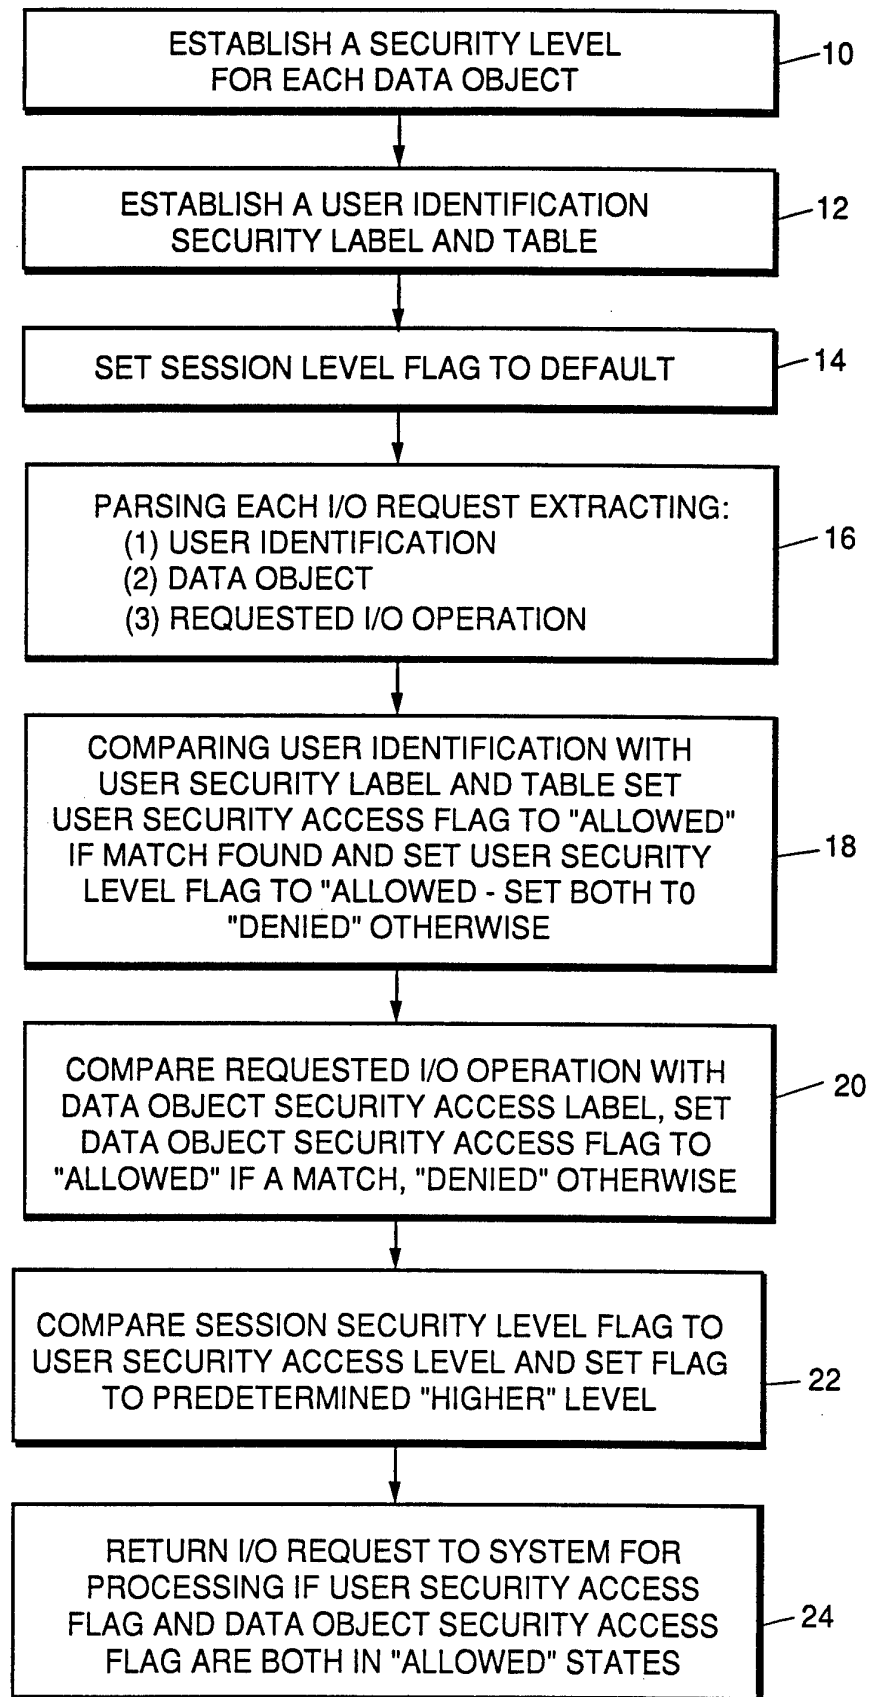 ESTABLISH A SECURITY LEVEL
FOR EACH DATA OBJECT
10
ESTABLISH A USER IDENTIFICATION
SECURITY LABEL AND TABLE
12
SET SESSION LEVEL FLAG TO DEFAULT
14
PARSING EACH I/O REQUEST EXTRACTING:
(1) USER IDENTIFICATION
(2) DATA OBJECT
(3) REQUESTED I/O OPERATION
16
COMPARING USER IDENTIFICATION WITH
USER SECURITY LABEL AND TABLE SET
USER SECURITY ACCESS FLAG TO "ALLOWED"
IF MATCH FOUND AND SET USER SECURITY
LEVEL FLAG TO "ALLOWED - SET BOTH T0
"DENIED" OTHERWISE
18
COMPARE REQUESTED I/O OPERATION WITH
DATA OBJECT SECURITY ACCESS LABEL, SET
DATA OBJECT SECURITY ACCESS FLAG TO
"ALLOWED" IF A MATCH, "DENIED" OTHERWISE
20
COMPARE SESSION SECURITY LEVEL FLAG TO
USER SECURITY ACCESS LEVEL AND SET FLAG
TO PREDETERMINED "HIGHER" LEVEL
22
RETURN I/O REQUEST TO SYSTEM FOR
PROCESSING IF USER SECURITY ACCESS
FLAG AND DATA OBJECT SECURITY ACCESS
FLAG ARE BOTH IN "ALLOWED" STATES
24